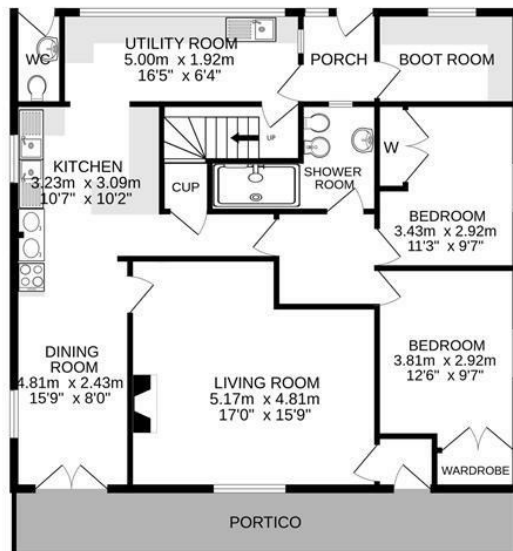 WC
UTILITY ROOM
5.00m x 1.92m
16'5" x 6'4"
PORCH
BOOT ROOM
KITCHEN
3.23m x 3.09m
10'7" x 10'2"
UP
CUP
SHOWER
ROOM
W
BEDROOM
3.43m x 2.92m
11'3" x 9'7"
DINING
ROOM
4.81m x 2.43m
15'9" x 8'0"
LIVING ROOM
5.17m x 4.81m
17'0" x 15'9"
BEDROOM
3.81m x 2.92m
12'6" x 9'7"
WARDROBE
PORTICO